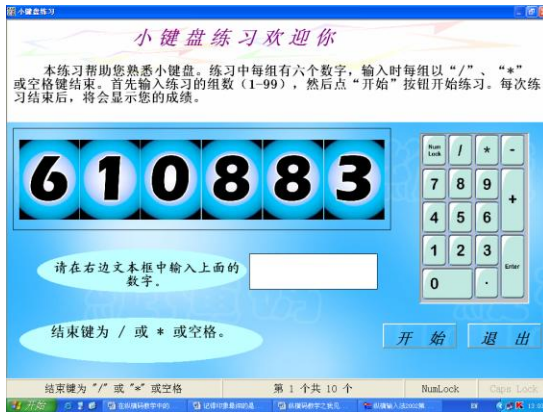 小键盘练习
小键盘练习欢迎你
本练习帮助您熟悉小键盘。练习中每组有六个数字，输入时每组以“/”、“*”
或空格键结束。首先输入练习的组数（1-99），然后点“开始”按钮开始练习。每次练
习结束后，将会显示您的成绩。
610883
Num Lock / * -
7 8 9 +
4 5 6
1 2 3 Enter
0 .
请在右边文本框中输入上面的
数字。
结束键为 / 或 * 或空格。
开 始 退 出
结束键为 "/" 或 "*" 或空格 第 1 个共 10 个 NumLock Caps Lock
开始